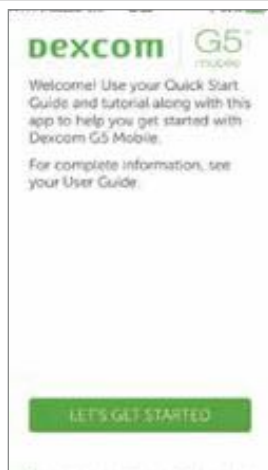 Dexcom G5
mobile
Welcome! Use your Quick Start
Guide and tutorial along with this
app to help you get started with
Dexcom G5 Mobile.
For complete information, see
your User Guide.
LET'S GET STARTED